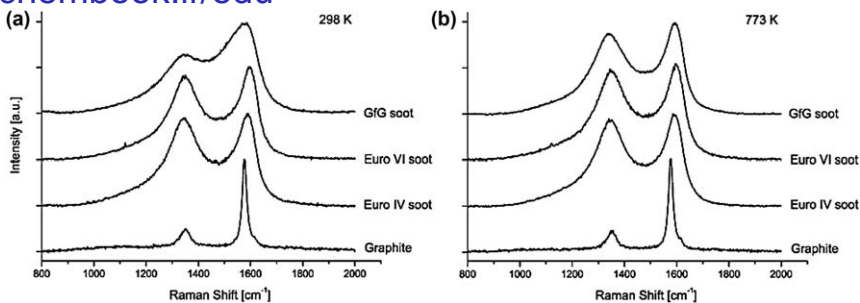 (a)
298 K
GfG soot
Euro VI soot
Euro IV soot
Graphite
Intensity [a.u.]
800 1000 1200 1400 1600 1800 2000
Raman Shift [cm⁻¹]
(b)
773 K
GfG soot
Euro VI soot
Euro IV soot
Graphite
800 1000 1200 1400 1600 1800 2000
Raman Shift [cm⁻¹]